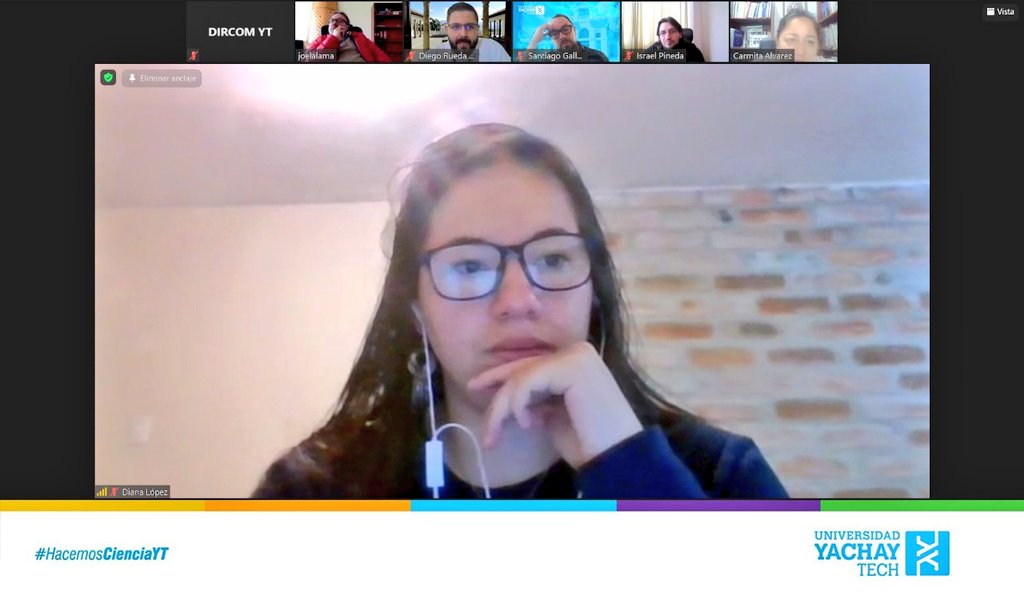 DIRCOM YT
joelalama
Diego Rueda ...
YACHAY
Santiago Gall...
Israel Pineda
Carmita Alvarez
Vista
Eliminar anclaje
Diana López
#HacemosCienciaYT
UNIVERSIDAD
YACHAY
TECH